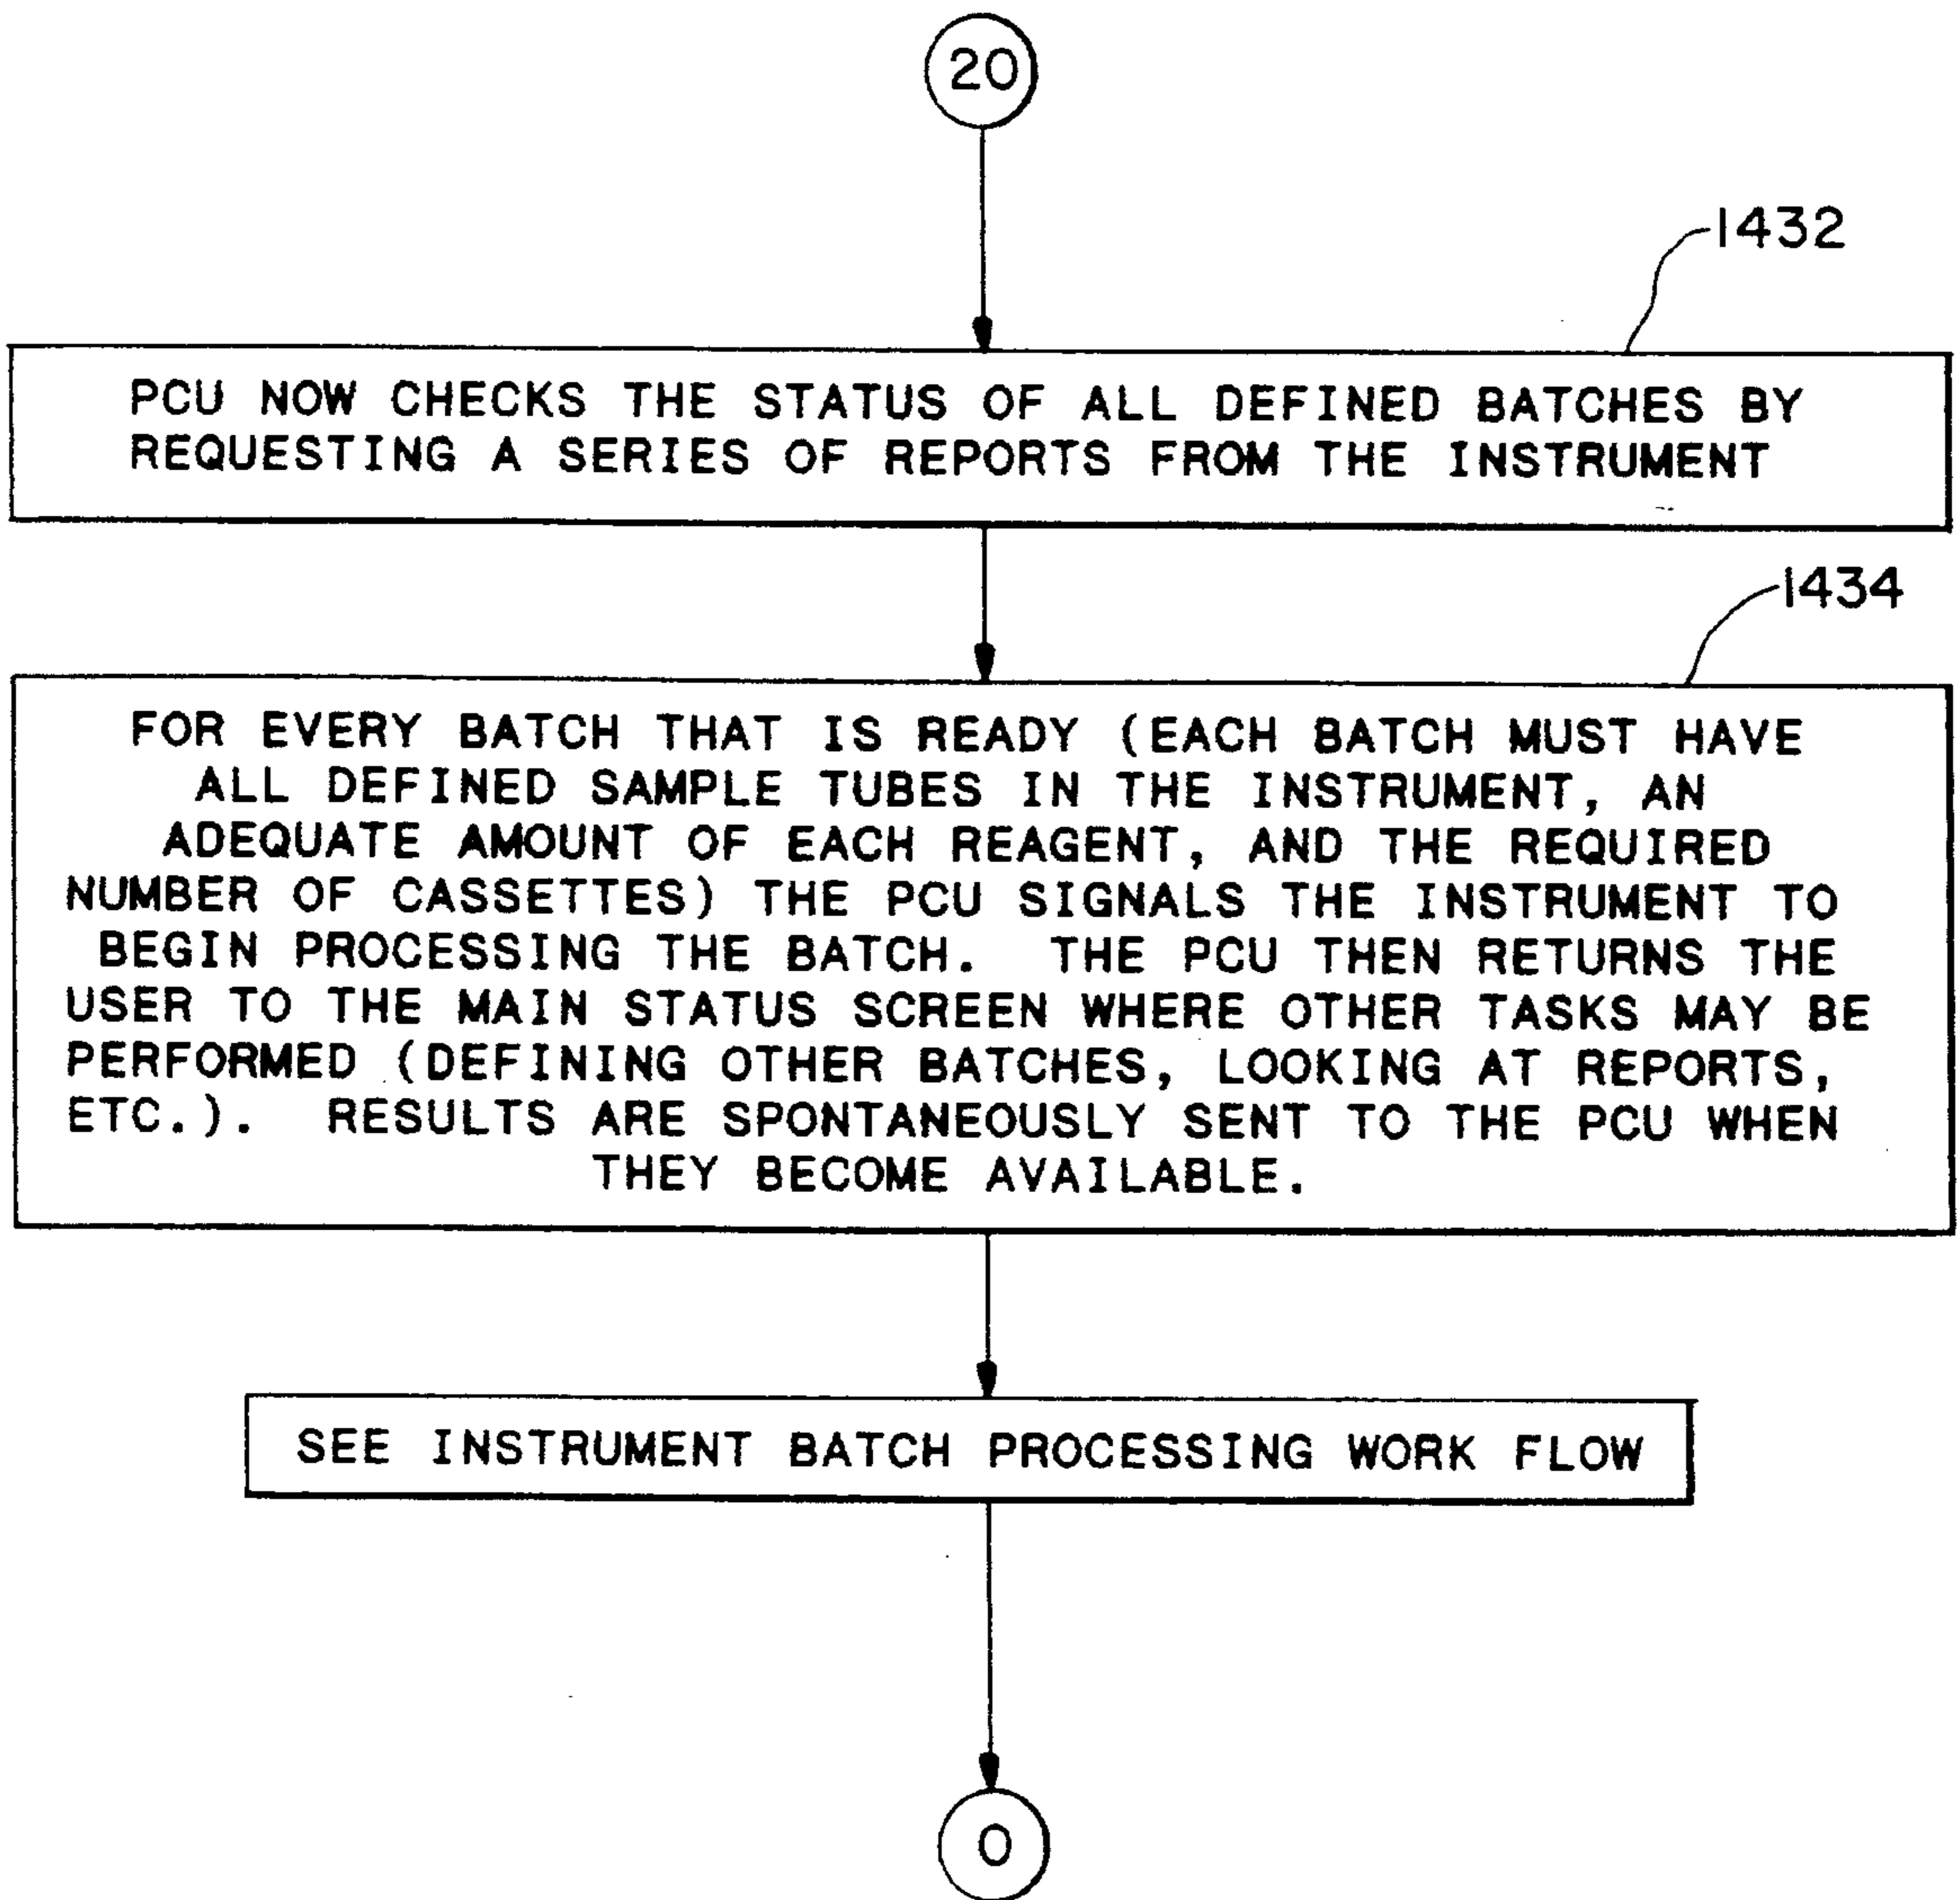 20
1432
PCU NOW CHECKS THE STATUS OF ALL DEFINED BATCHES BY
REQUESTING A SERIES OF REPORTS FROM THE INSTRUMENT
1434
FOR EVERY BATCH THAT IS READY (EACH BATCH MUST HAVE
ALL DEFINED SAMPLE TUBES IN THE INSTRUMENT, AN
ADEQUATE AMOUNT OF EACH REAGENT, AND THE REQUIRED
NUMBER OF CASSETTES) THE PCU SIGNALS THE INSTRUMENT TO
BEGIN PROCESSING THE BATCH. THE PCU THEN RETURNS THE
USER TO THE MAIN STATUS SCREEN WHERE OTHER TASKS MAY BE
PERFORMED (DEFINING OTHER BATCHES, LOOKING AT REPORTS,
ETC.). RESULTS ARE SPONTANEOUSLY SENT TO THE PCU WHEN
THEY BECOME AVAILABLE.
SEE INSTRUMENT BATCH PROCESSING WORK FLOW
O